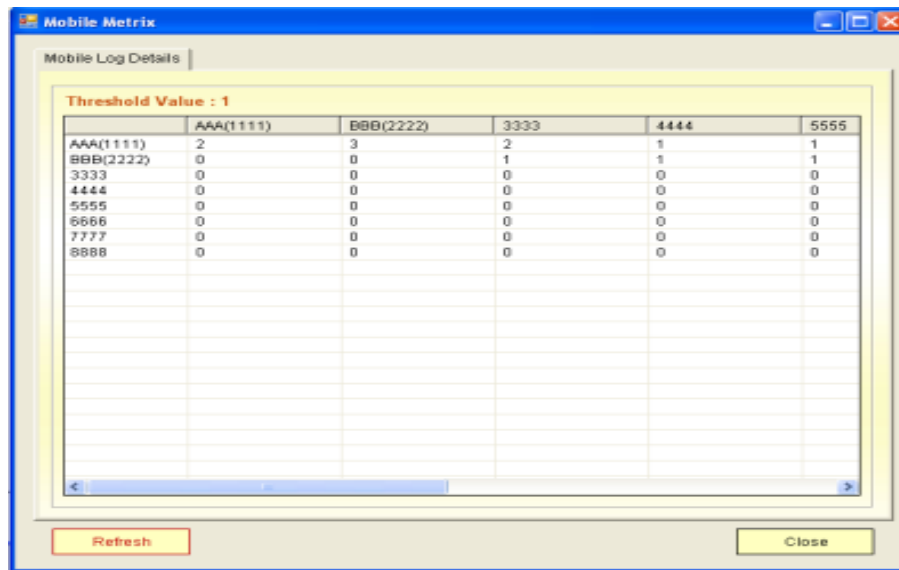 Mobile Metrix
Mobile Log Details
Threshold Value : 1
AAA(1111) BBB(2222) 3333 4444 5555
AAA(1111) 2 3 2 1 1
BBB(2222) 0 0 1 1 1
3333 0 0 0 0 0
4444 0 0 0 0 0
5555 0 0 0 0 0
6666 0 0 0 0 0
7777 0 0 0 0 0
8888 0 0 0 0 0
Refresh Close